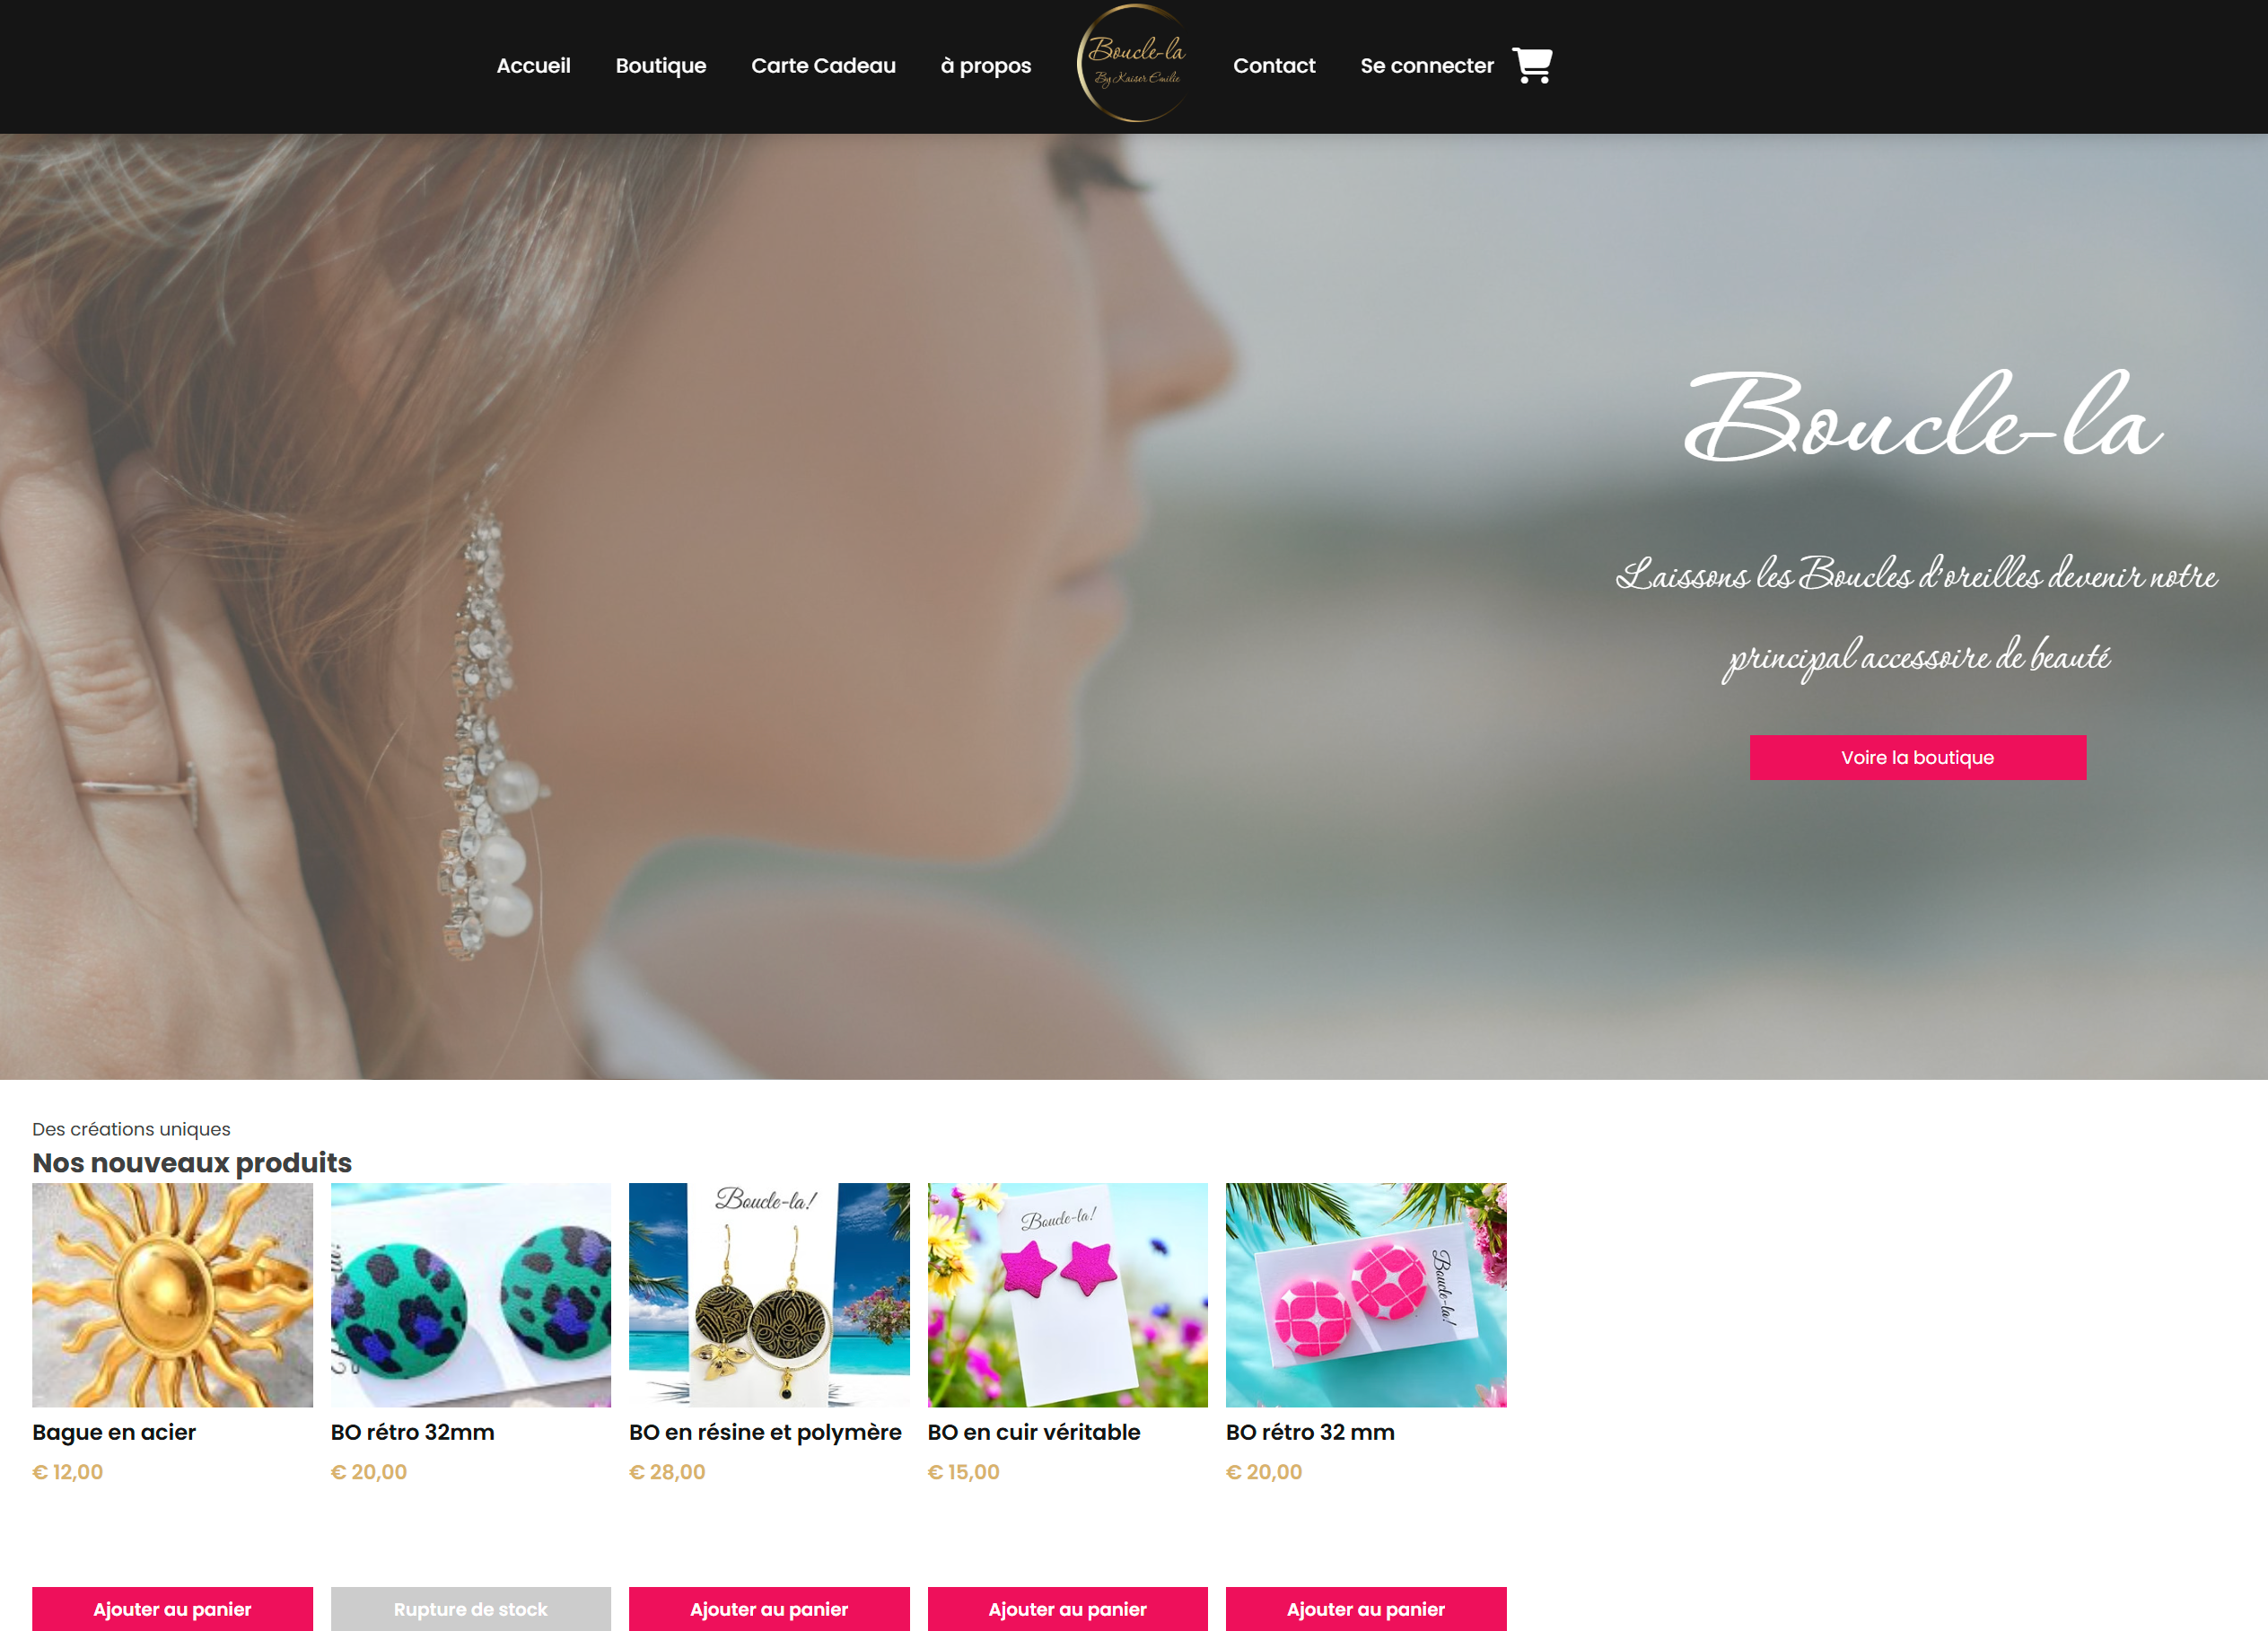 Accueil Boutique Carte Cadeau à propos Boucle-la Contact Se connecter
By Kaiser Emilie
Boucle-la
Laissons les Boucles d'oreilles devenir notre
principal accessoire de beauté
Voire la boutique
Des créations uniques
Nos nouveaux produits
Boucle-la!
Boucle-la!
Boucle-la!
Bague en acier BO rétro 32mm BO en résine et polymère BO en cuir véritable BO rétro 32 mm
€ 12,00 € 20,00 € 28,00 € 15,00 € 20,00
Ajouter au panier Rupture de stock Ajouter au panier Ajouter au panier Ajouter au panier